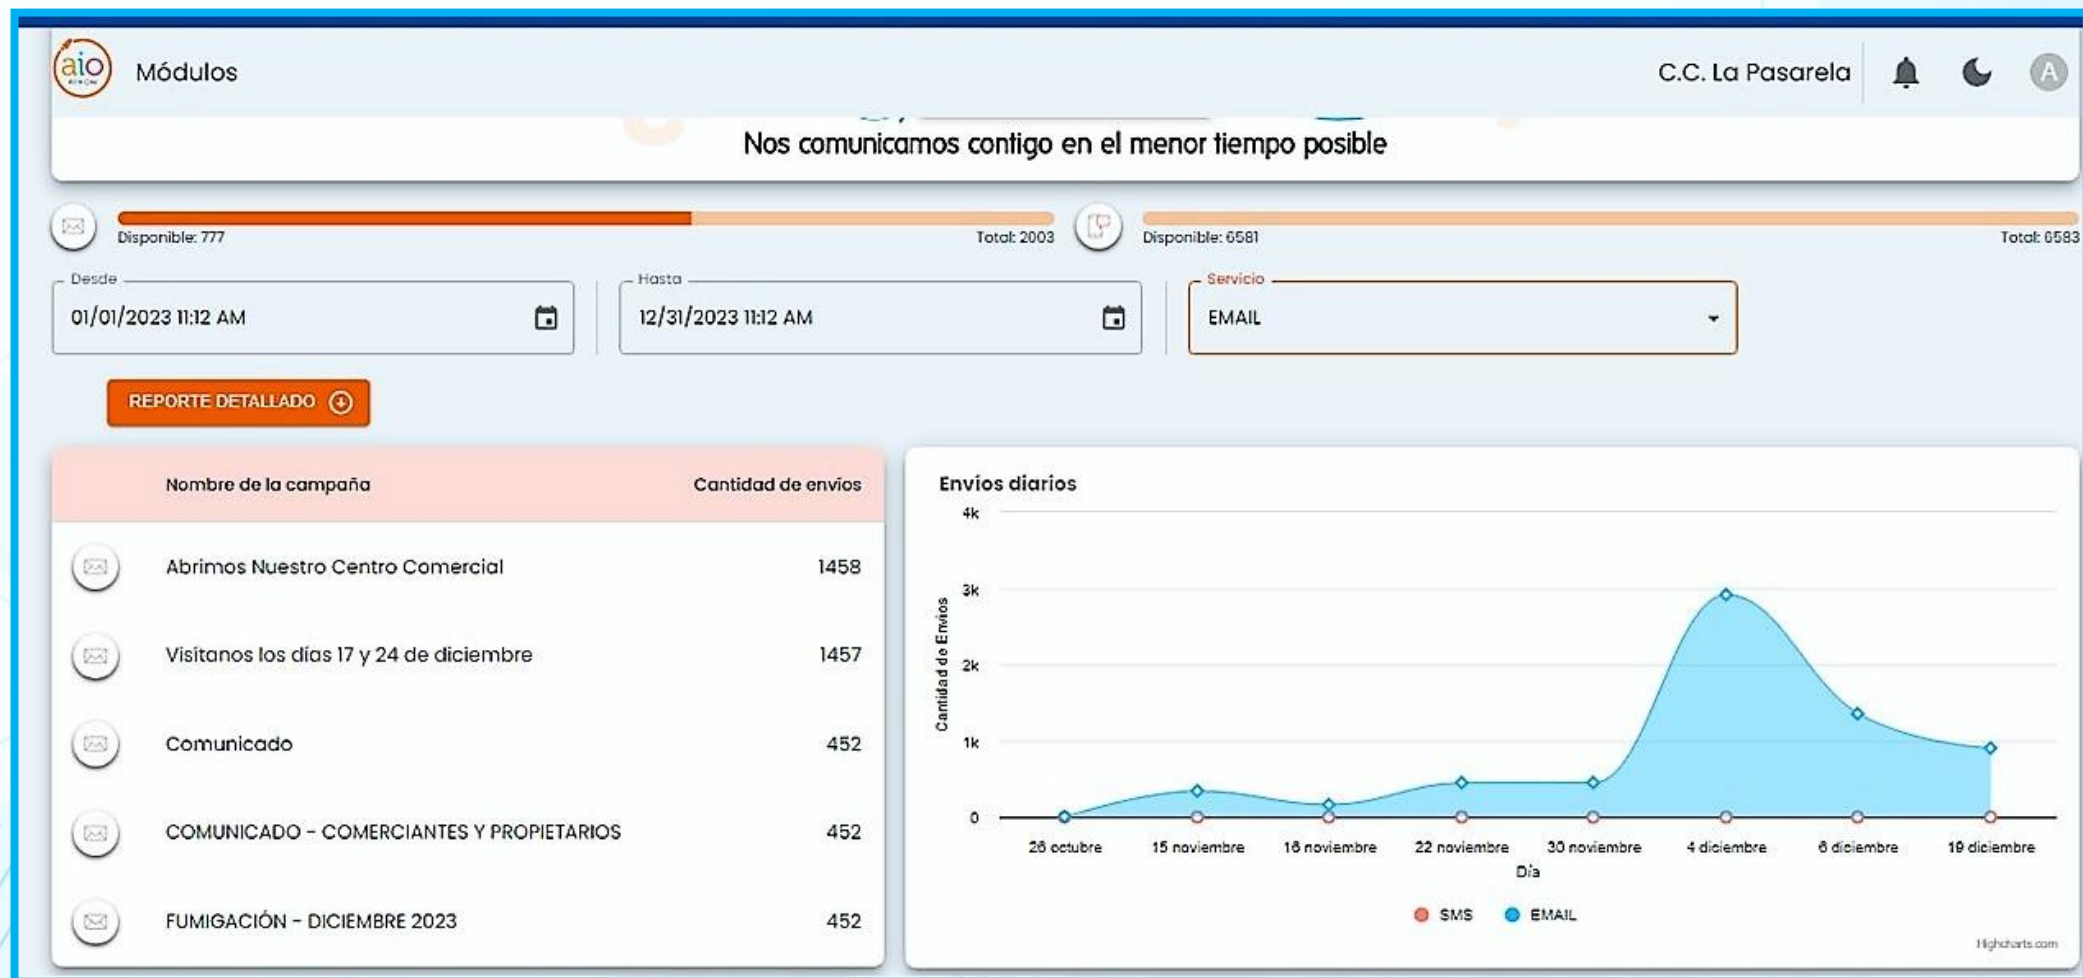 aio
Módulos
C.C. La Pasarela
A
Nos comunicamos contigo en el menor tiempo posible
Disponible: 777
Total: 2003
Disponible: 6581
Total: 6583
Desde
01/01/2023 11:12 AM
Hasta
12/31/2023 11:12 AM
Servicio
EMAIL
REPORTE DETALLADO
Nombre de la campaña
Cantidad de envíos
Abrimos Nuestro Centro Comercial
1458
Visítanos los días 17 y 24 de diciembre
1457
Comunicado
452
COMUNICADO - COMERCIANTES Y PROPIETARIOS
452
FUMIGACIÓN - DICIEMBRE 2023
452
Envíos diarios
Cantidad de Envíos
4k
3k
2k
1k
0
26 octubre
15 noviembre
16 noviembre
22 noviembre
30 noviembre
4 diciembre
6 diciembre
19 diciembre
Día
SMS
EMAIL
Highcharts.com